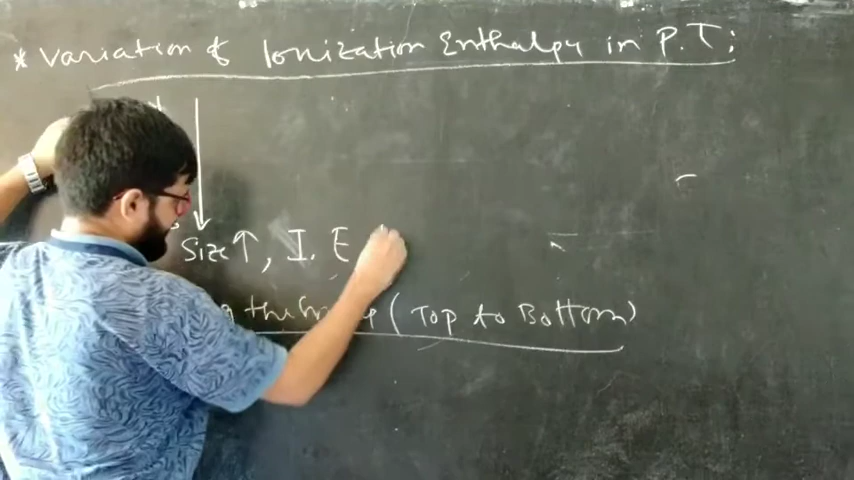 * Variation of Ionization Enthalpy in P.T:
Size↑, I. E
(Top to Bottom)